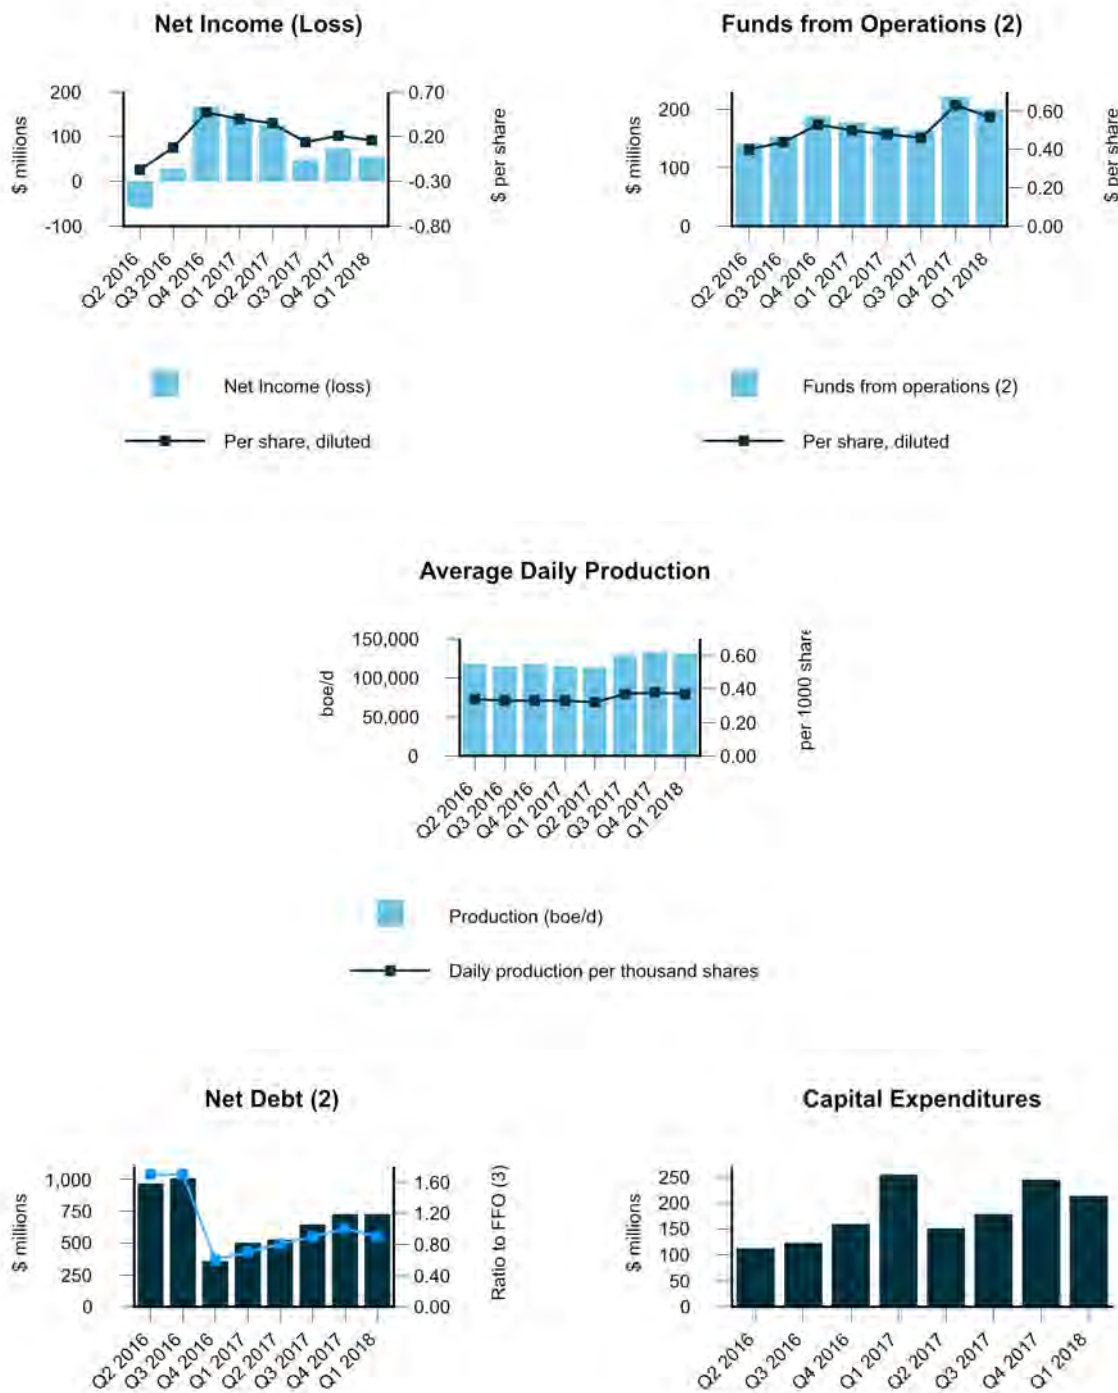 Net Income (Loss)
$ millions
200
100
0
-100
0.70
0.20
-0.30
-0.80
$ per share
Q2 2016
Q3 2016
Q4 2016
Q1 2017
Q2 2017
Q3 2017
Q4 2017
Q1 2018
Net Income (loss)
Per share, diluted
Funds from Operations (2)
$ millions
200
100
0
0.60
0.40
0.20
0.00
$ per share
Q2 2016
Q3 2016
Q4 2016
Q1 2017
Q2 2017
Q3 2017
Q4 2017
Q1 2018
Funds from operations (2)
Per share, diluted
Average Daily Production
boe/d
150,000
100,000
50,000
0
0.60
0.40
0.20
0.00
per 1000 share
Q2 2016
Q3 2016
Q4 2016
Q1 2017
Q2 2017
Q3 2017
Q4 2017
Q1 2018
Production (boe/d)
Daily production per thousand shares
Net Debt (2)
$ millions
1,000
750
500
250
0
1.60
1.20
0.80
0.40
0.00
Ratio to FFO (3)
Q2 2016
Q3 2016
Q4 2016
Q1 2017
Q2 2017
Q3 2017
Q4 2017
Q1 2018
Capital Expenditures
$ millions
250
200
150
100
50
0
Q2 2016
Q3 2016
Q4 2016
Q1 2017
Q2 2017
Q3 2017
Q4 2017
Q1 2018